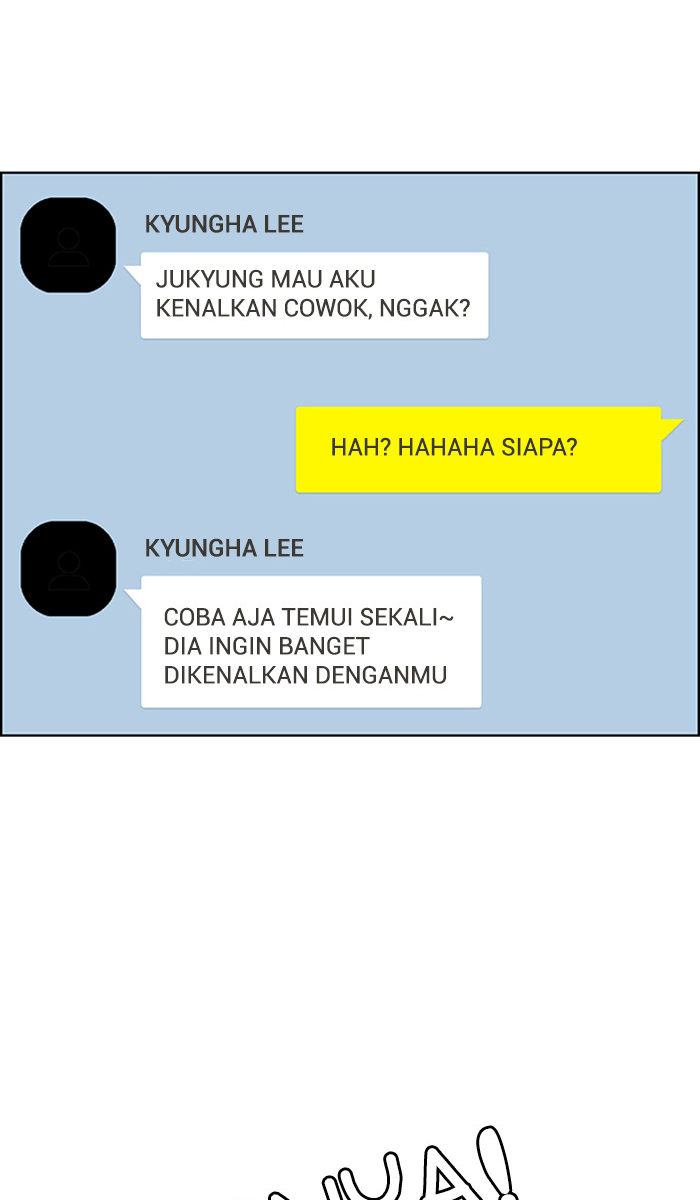 KYUNGHA LEE
JUKYUNG MAU AKU
KENALKAN COWOK, NGGAK?
HAH? HAHAHA SIAPA?
KYUNGHA LEE
COBA AJA TEMUI SEKALI~
DIA INGIN BANGET
DIKENALKAN DENGANMU